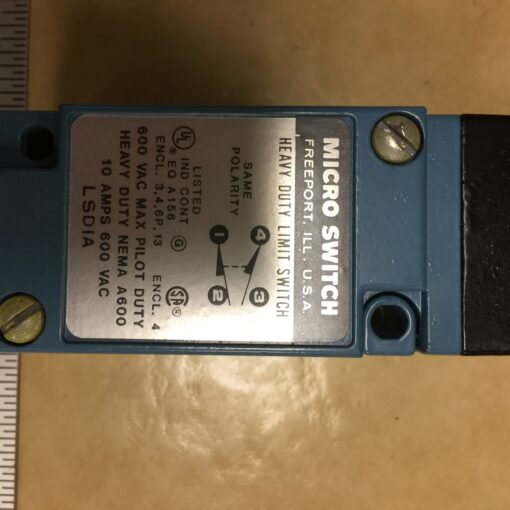 MICRO SWITCH
FREEPORT, ILL., U.S.A.
HEAVY DUTY LIMIT SWITCH
4 3
1 2
SAME
POLARITY
LISTED
UL ® IND CONT G SA ®
EQ A156
ENCL. 3,4,6P,13 ENCL. 4
600 VAC MAX PILOT DUTY
HEAVY DUTY NEMA A600
10 AMPS 600 VAC
LSD1A